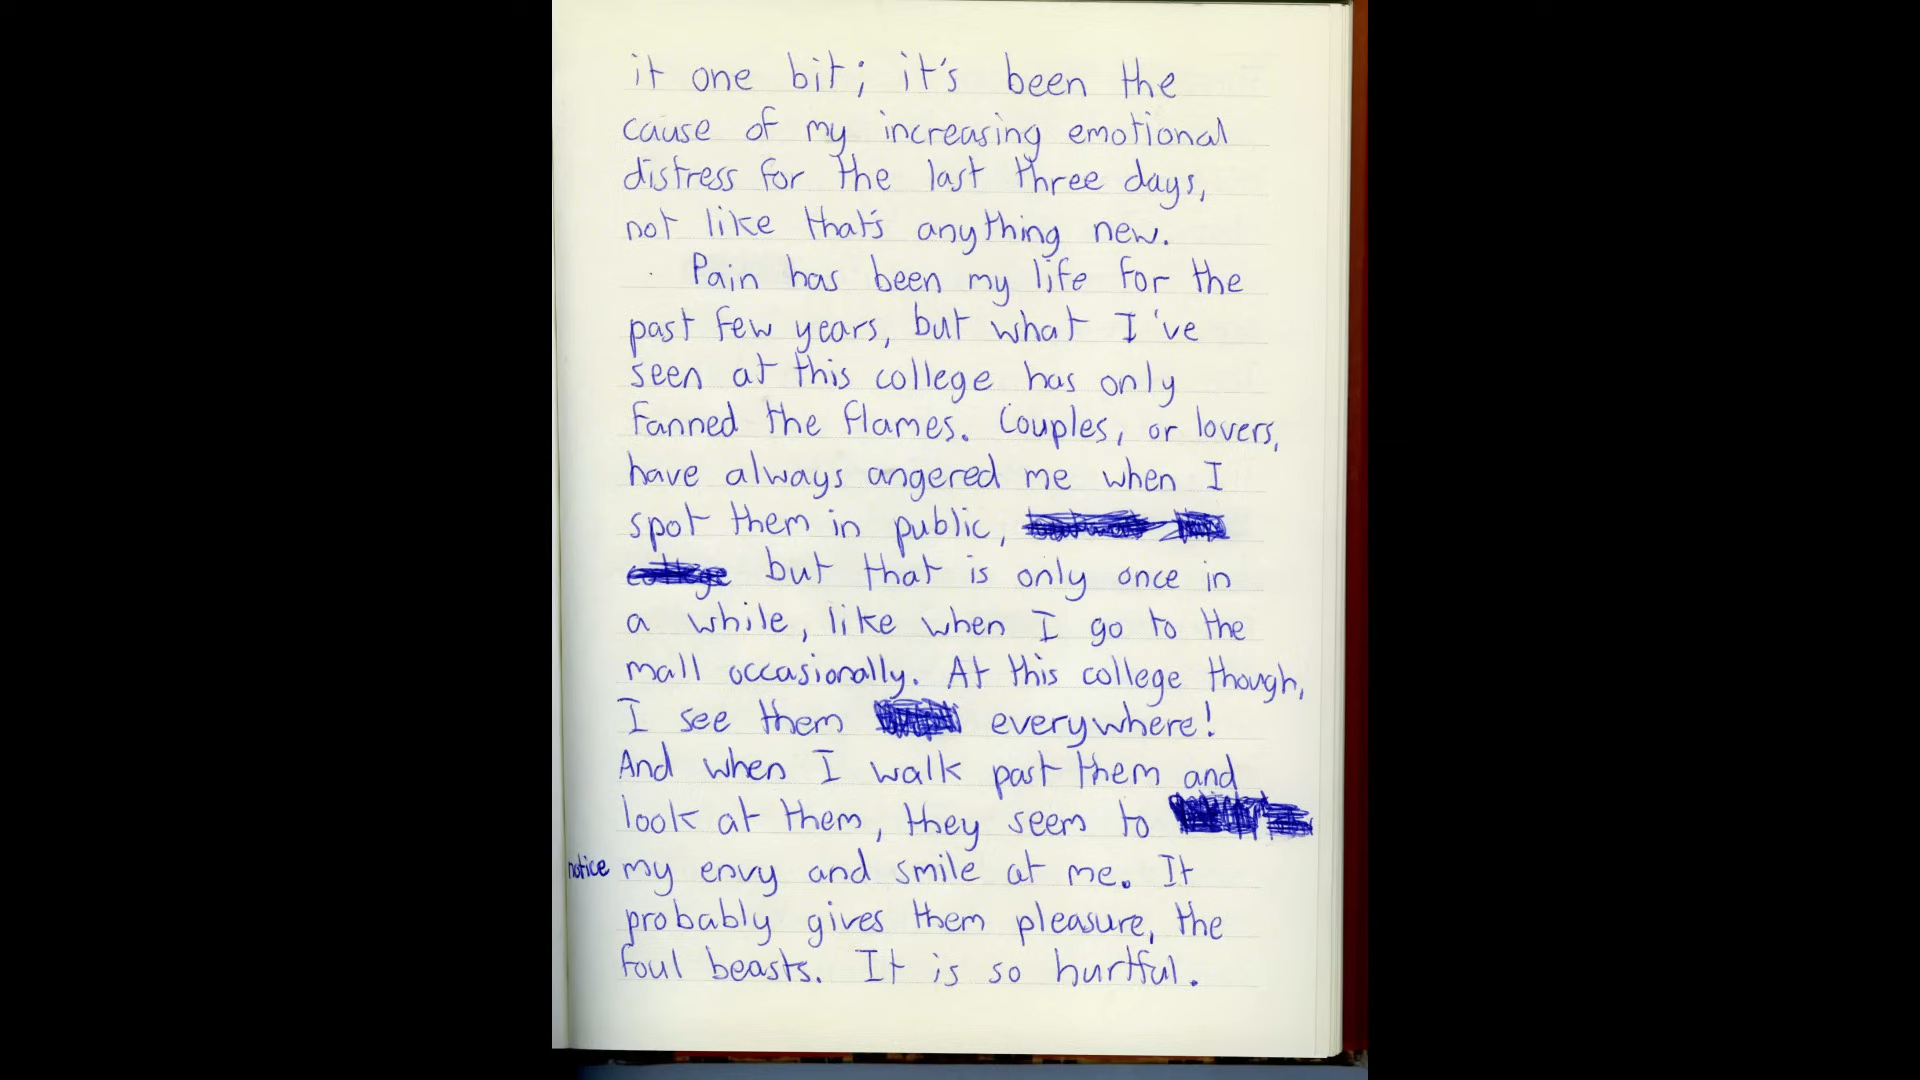 it one bit; it's been the
cause of my increasing emotional
distress for the last three days,
not like that's anything new.
Pain has been my life for the
past few years, but what I've
seen at this college has only
fanned the flames. Couples, or lovers,
have always angered me when I
spot them in public,
but that is only once in
a while, like when I go to the
mall occasionally. At this college though,
I see them everywhere!
And when I walk past them and
look at them, they seem to
notice my envy and smile at me. It
probably gives them pleasure, the
foul beasts. It is so hurtful.